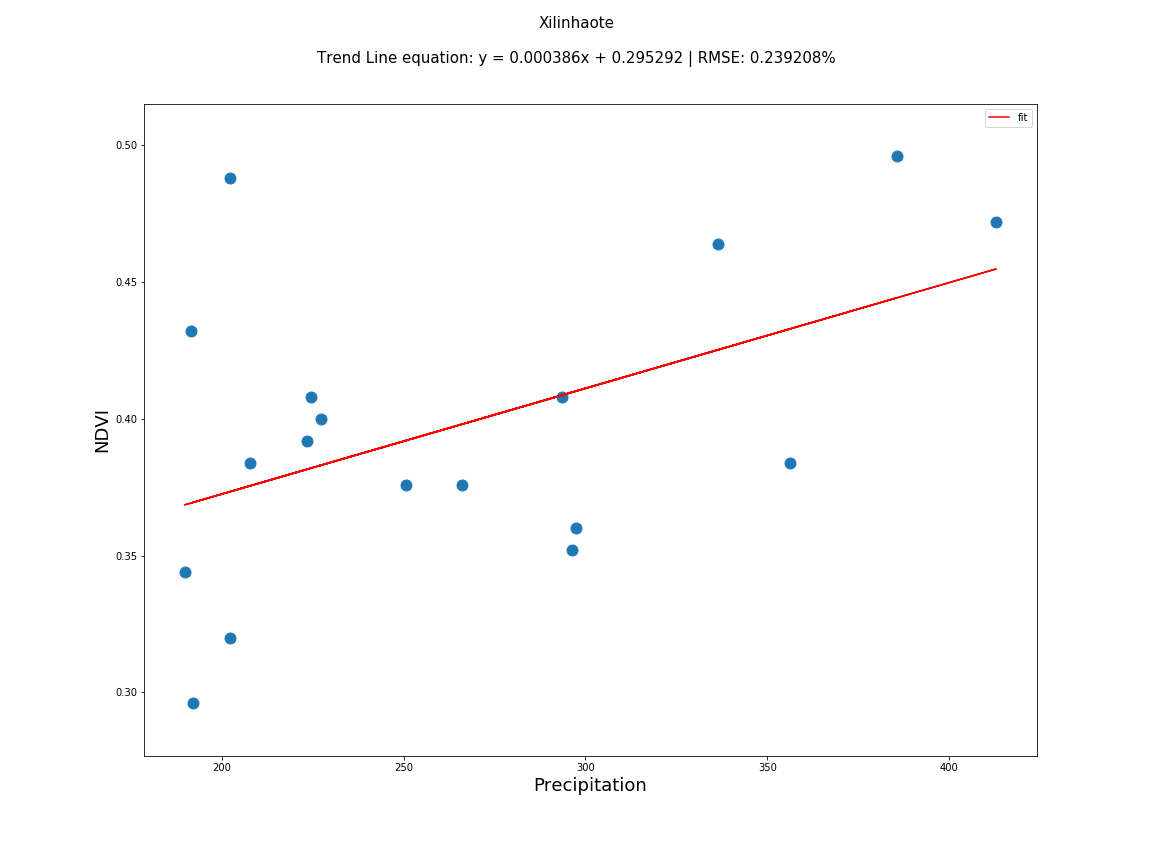 Xilinhaote
Trend Line equation: y = 0.000386x + 0.295292 | RMSE: 0.239208%
fit
0.50
0.45
0.40
0.35
0.30
NDVI
200 250 300 350 400
Precipitation